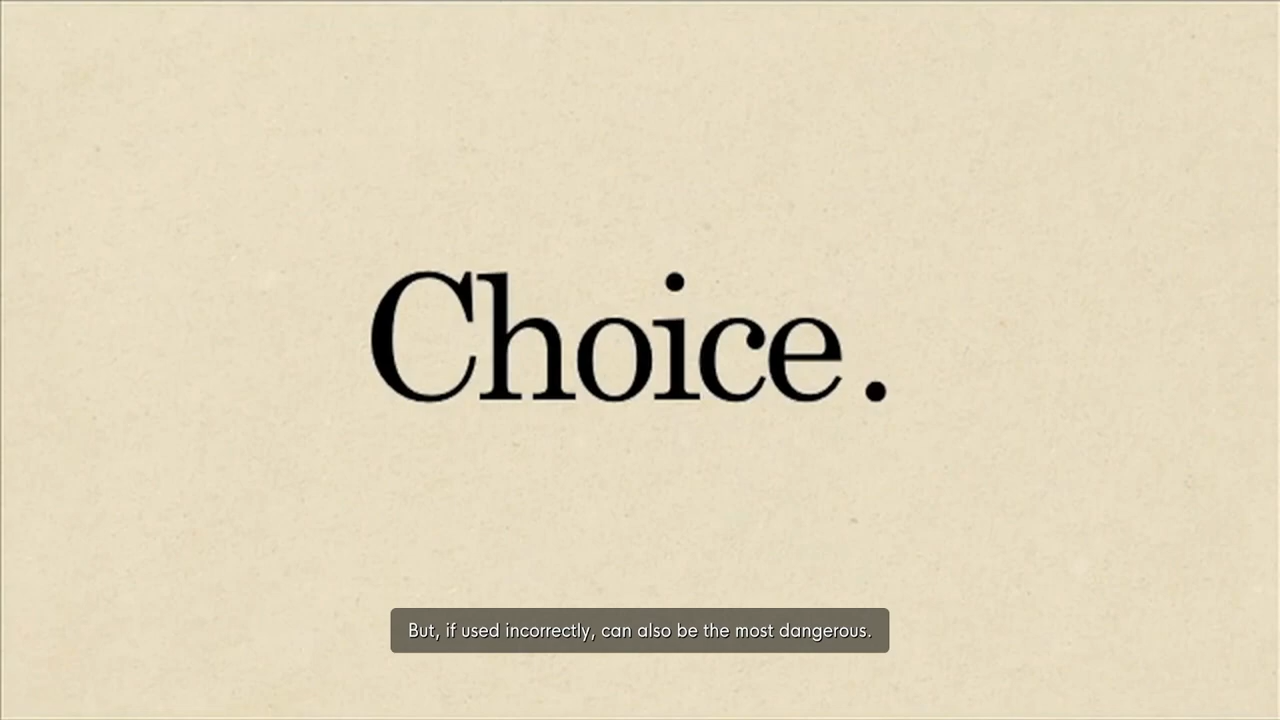 Choice.
But, if used incorrectly, can also be the most dangerous.